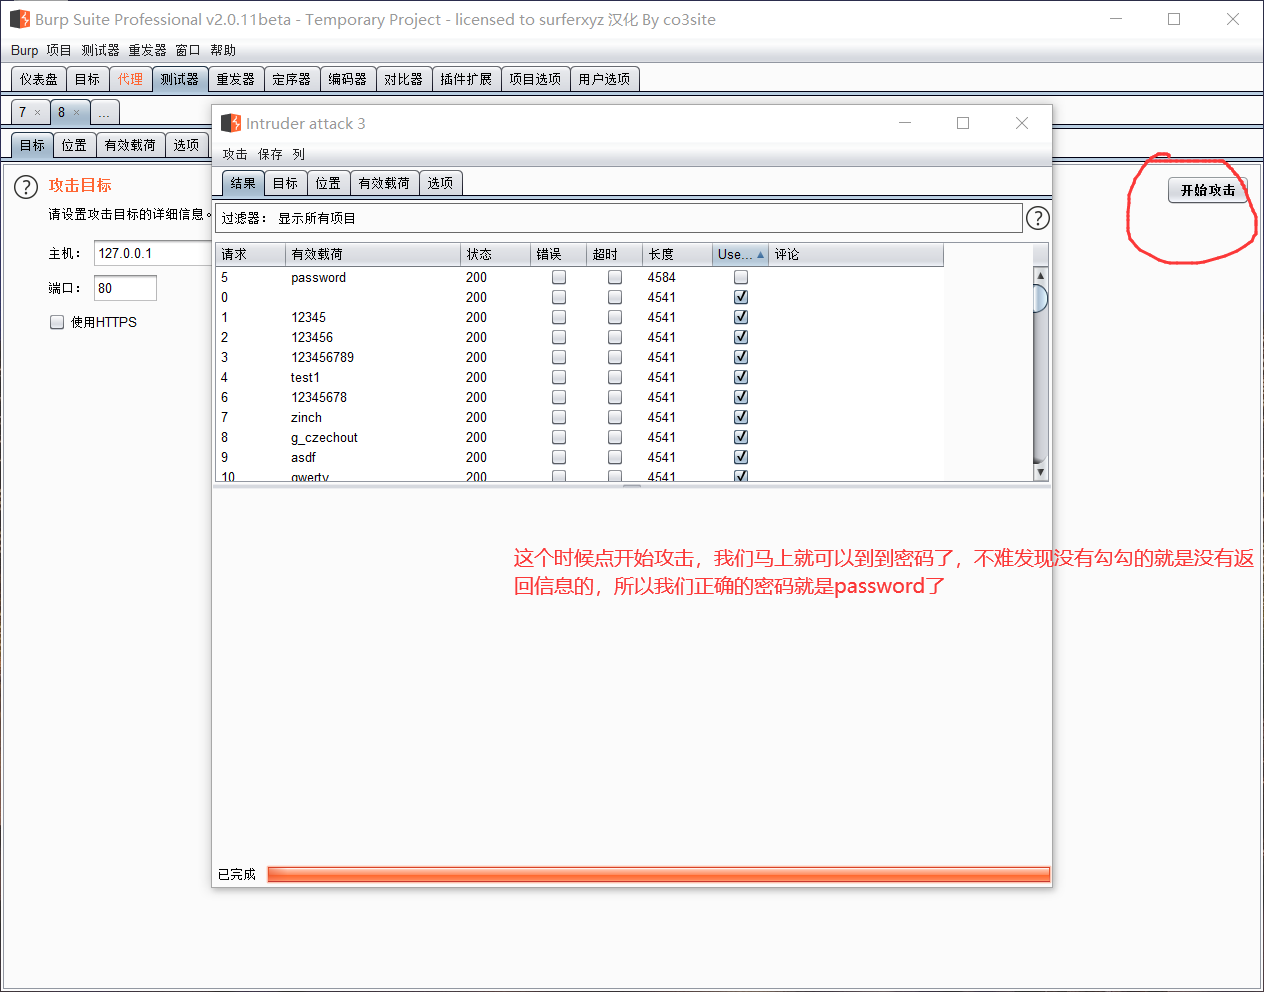 Burp Suite Professional v2.0.11beta - Temporary Project - licensed to surferxyz 汉化 By co3site
Burp 项目 测试器 重发器 窗口 帮助
仪表盘 目标 代理 测试器 重发器 定序器 编码器 对比器 插件扩展 项目选项 用户选项
7 × 8 × ...
目标 位置 有效载荷 选项
? 攻击目标
开始攻击
请设置攻击目标的详细信息。
主机： 127.0.0.1
端口： 80
使用HTTPS
Intruder attack 3
攻击 保存 列
结果 目标 位置 有效载荷 选项
过滤器： 显示所有项目 ?
请求 有效载荷 状态 错误 超时 长度 Use... 评论
5 password 200 4584
0 200 4541
1 12345 200 4541
2 123456 200 4541
3 123456789 200 4541
4 test1 200 4541
6 12345678 200 4541
7 zinch 200 4541
8 g_czechout 200 4541
9 asdf 200 4541
10 qwerty 200 4541
这个时候点开始攻击，我们马上就可以到到密码了，不难发现没有勾勾的就是没有返
回信息的，所以我们正确的密码就是password了
已完成